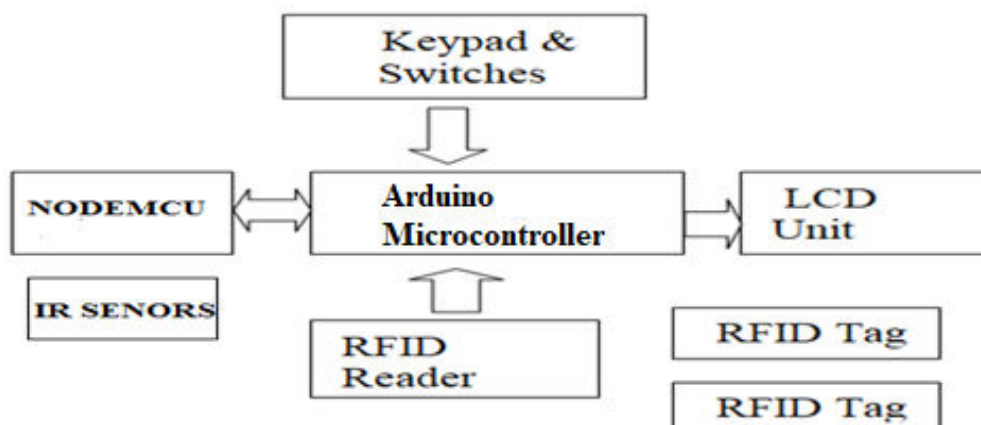 Keypad &
Switches
NODEMCU
Arduino
Microcontroller
LCD
Unit
IR SENORS
RFID
Reader
RFID Tag
RFID Tag